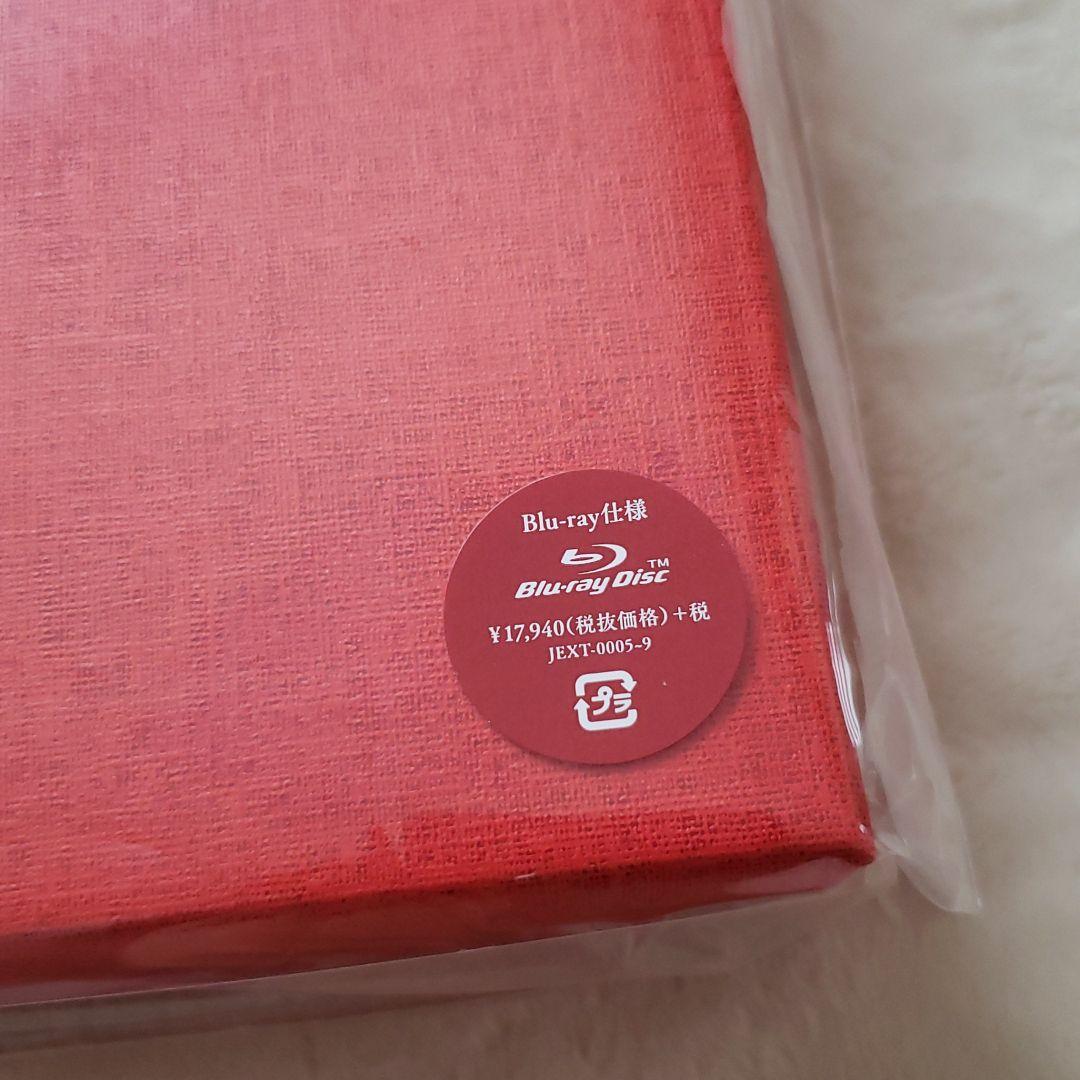 Blu-ray仕様
Blu-ray Disc™
¥17,940(税抜価格)+税
JEXT-0005~9
プラ